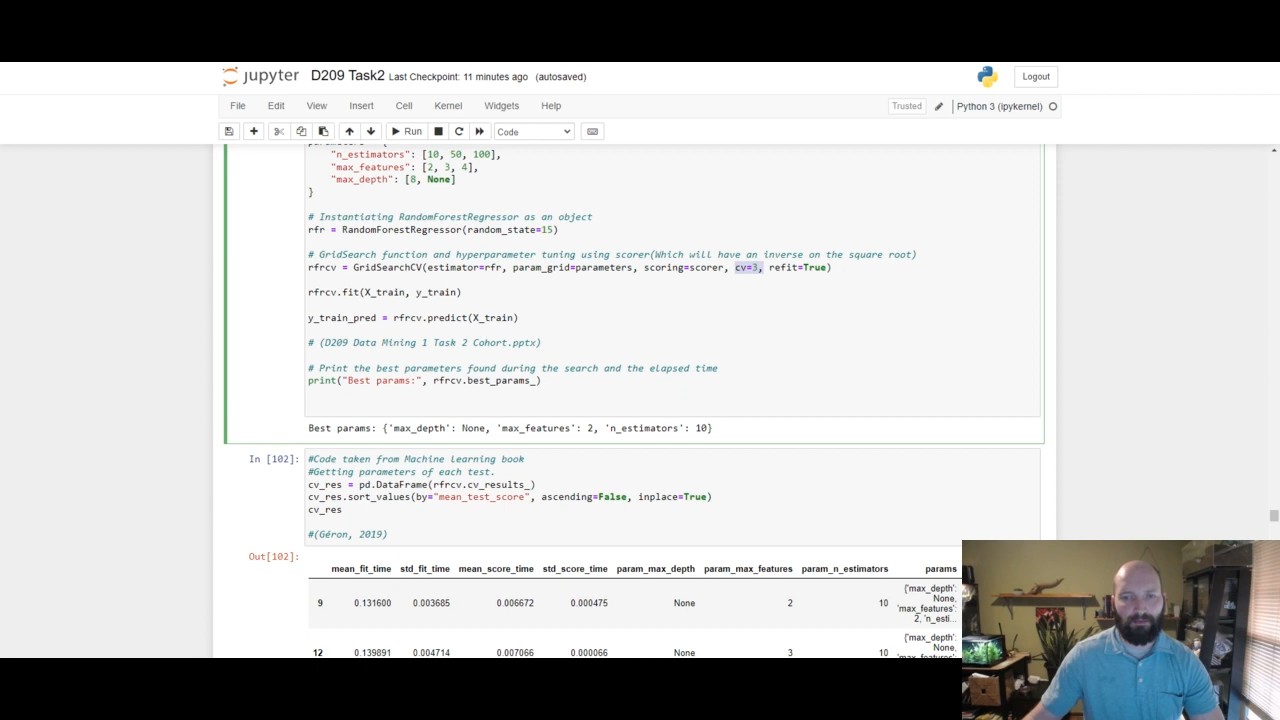 jupyter D209 Task2 Last Checkpoint: 11 minutes ago (autosaved) Logout
File Edit View Insert Cell Kernel Widgets Help Trusted Python 3 (ipykernel)
Run Code
"n_estimators": [10, 50, 100],
"max_features": [2, 3, 4],
"max_depth": [8, None]
}
# Instantiating RandomForestRegressor as an object
rfr = RandomForestRegressor(random_state=15)
# GridSearch function and hyperparameter tuning using scorer(Which will have an inverse on the square root)
rfrcv = GridSearchCV(estimator=rfr, param_grid=parameters, scoring=scorer, cv=3, refit=True)
rfrcv.fit(X_train, y_train)
y_train_pred = rfrcv.predict(X_train)
# (D209 Data Mining 1 Task 2 Cohort.pptx)
# Print the best parameters found during the search and the elapsed time
print("Best params:", rfrcv.best_params_)
Best params: {'max_depth': None, 'max_features': 2, 'n_estimators': 10}
In [102]: #Code taken from Machine learning book
#Getting parameters of each test.
cv_res = pd.DataFrame(rfrcv.cv_results_)
cv_res.sort_values(by="mean_test_score", ascending=False, inplace=True)
cv_res
#(Géron, 2019)
Out[102]:
mean_fit_time std_fit_time mean_score_time std_score_time param_max_depth param_max_features param_n_estimators params
9 0.131600 0.003685 0.006672 0.000475 None 2 10 {'max_depth':
None,
'max_features':
2, 'n_esti...
12 0.139891 0.004714 0.007066 0.000066 None 3 10 {'max_depth':
None,